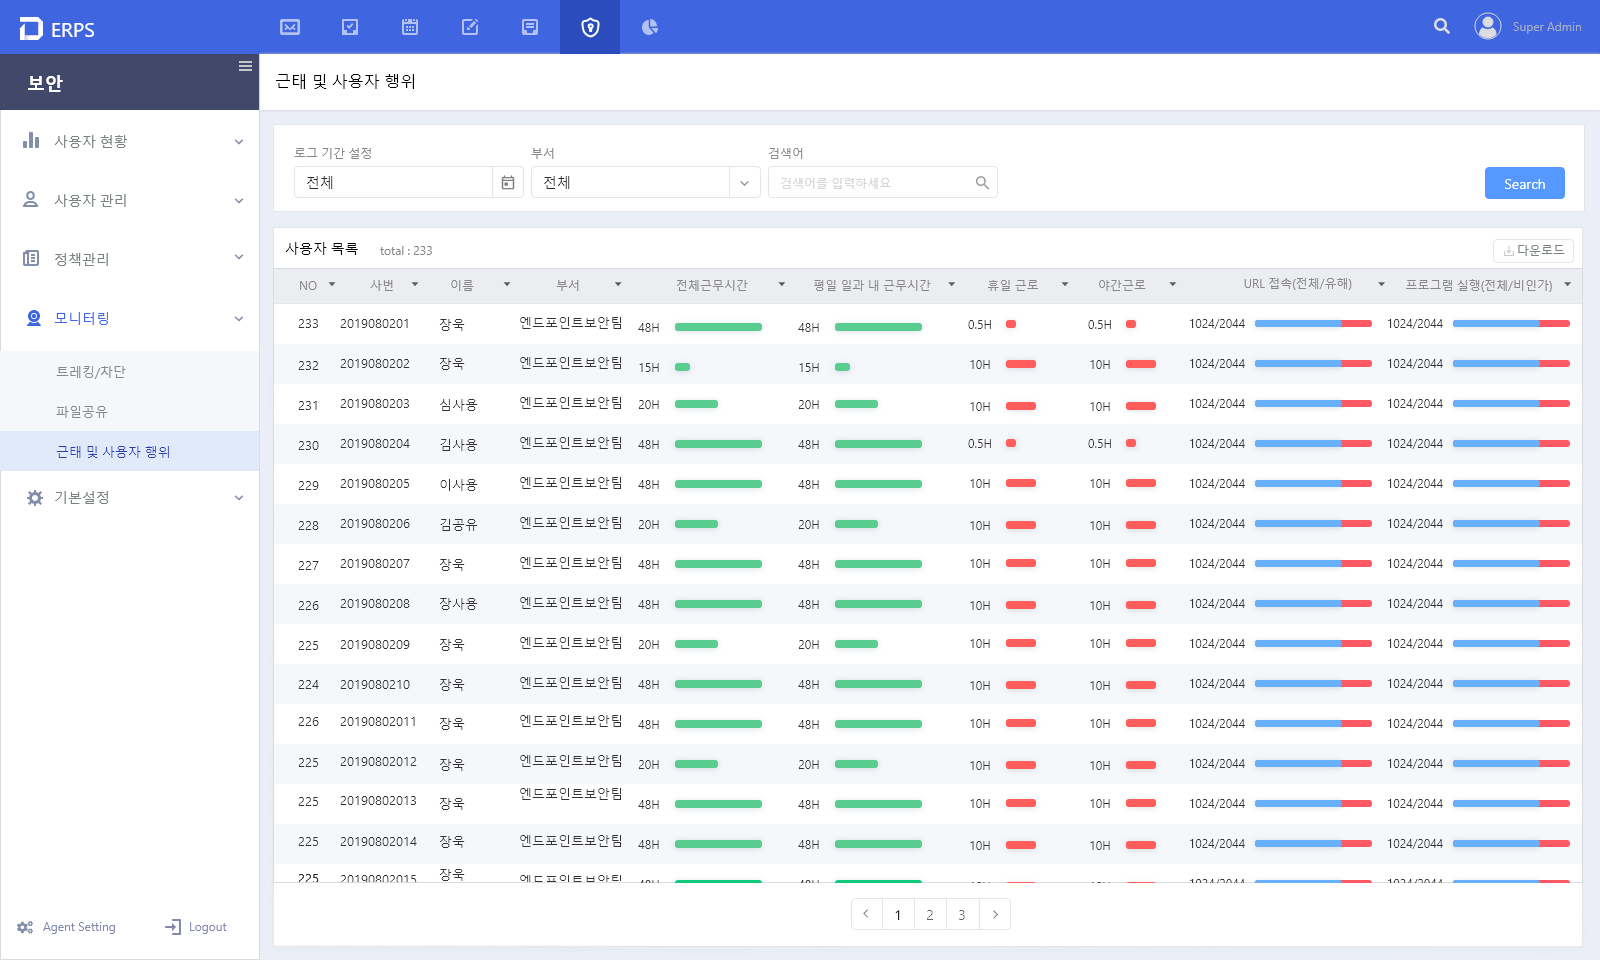 ERPS
Super Admin
보안
근태 및 사용자 행위
사용자 현황
사용자 관리
정책관리
모니터링
트레킹/차단
파일공유
근태 및 사용자 행위
기본설정
Agent Setting
Logout
로그 기간 설정
부서
검색어
전체
전체
검색어를 입력하세요
Search
사용자 목록 total : 233
다운로드
NO 사번 이름 부서 전체근무시간 평일 일과 내 근무시간 휴일 근로 야간근로 URL 접속(전체/유해) 프로그램 실행(전체/비인가)
233 2019080201 장욱 엔드포인트보안팀 48H 48H 0.5H 0.5H 1024/2044 1024/2044
232 2019080202 장욱 엔드포인트보안팀 15H 15H 10H 10H 1024/2044 1024/2044
231 2019080203 심사용 엔드포인트보안팀 20H 20H 10H 10H 1024/2044 1024/2044
230 2019080204 김사용 엔드포인트보안팀 48H 48H 0.5H 0.5H 1024/2044 1024/2044
229 2019080205 이사용 엔드포인트보안팀 48H 48H 10H 10H 1024/2044 1024/2044
228 2019080206 김공유 엔드포인트보안팀 20H 20H 10H 10H 1024/2044 1024/2044
227 2019080207 장욱 엔드포인트보안팀 48H 48H 10H 10H 1024/2044 1024/2044
226 2019080208 장사용 엔드포인트보안팀 48H 48H 10H 10H 1024/2044 1024/2044
225 2019080209 장욱 엔드포인트보안팀 20H 20H 10H 10H 1024/2044 1024/2044
224 2019080210 장욱 엔드포인트보안팀 48H 48H 10H 10H 1024/2044 1024/2044
226 20190802011 장욱 엔드포인트보안팀 48H 48H 10H 10H 1024/2044 1024/2044
225 20190802012 장욱 엔드포인트보안팀 20H 20H 10H 10H 1024/2044 1024/2044
225 20190802013 장욱 엔드포인트보안팀 48H 48H 10H 10H 1024/2044 1024/2044
225 20190802014 장욱 엔드포인트보안팀 48H 48H 10H 10H 1024/2044 1024/2044
225 20190802015 장욱 엔드포인트보안팀 48H 48H 10H 10H 1024/2044 1024/2044
1 2 3